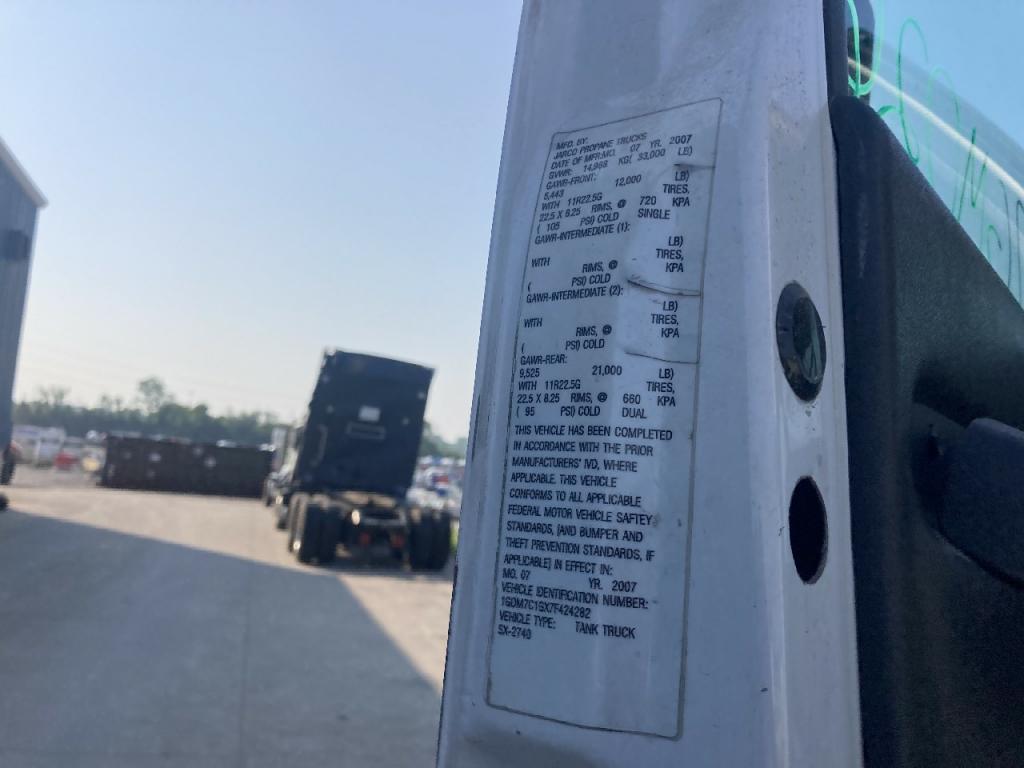 MFD. BY
JARCO PROPANE TRUCKS
DATE OF MFR:MO. 07 YR. 2007
GVWR: 14,968 KG( 33,000 LB)
GAWR-FRONT:
5,443 12,000 LB)
WITH 11R22.5G TIRES,
22.5 X 8.25 RIMS, @ 720 KPA
( 105 PSI) COLD SINGLE
GAWR-INTERMEDIATE (1):
LB)
WITH TIRES,
RIMS, @ KPA
( PSI) COLD
GAWR-INTERMEDIATE (2):
LB)
WITH TIRES,
RIMS, @ KPA
( PSI) COLD
GAWR-REAR:
9,525 21,000 LB)
WITH 11R22.5G TIRES,
22.5 X 8.25 RIMS, @ 660 KPA
( 95 PSI) COLD DUAL
THIS VEHICLE HAS BEEN COMPLETED
IN ACCORDANCE WITH THE PRIOR
MANUFACTURERS' IVD, WHERE
APPLICABLE. THIS VEHICLE
CONFORMS TO ALL APPLICABLE
FEDERAL MOTOR VEHICLE SAFTEY
STANDARDS, [AND BUMPER AND
THEFT PREVENTION STANDARDS, IF
APPLICABLE] IN EFFECT IN:
MO. 07 YR. 2007
VEHICLE IDENTIFICATION NUMBER:
1GDM7C1GX7F424282
VEHICLE TYPE: TANK TRUCK
SX-2740